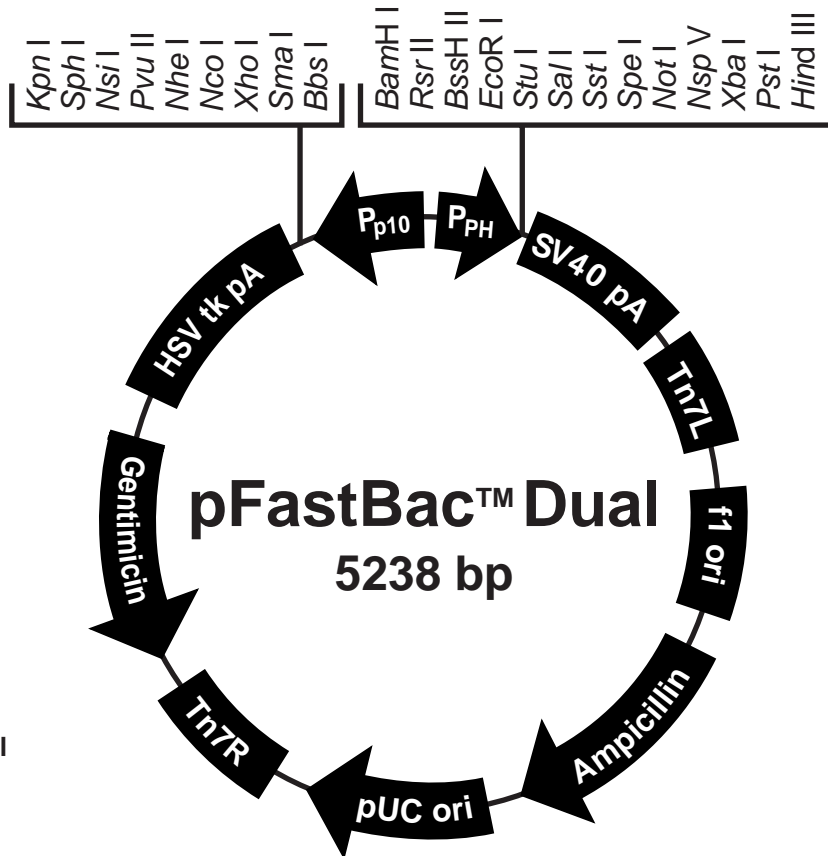 Kpn I
Sph I
Nsi I
Pvu II
Nhe I
Nco I
Xho I
Sma I
Bbs I
BamH I
Rsr II
BssH II
EcoR I
Stu I
Sal I
Sst I
Spe I
Not I
Nsp V
Xba I
Pst I
Hind III
Pp10
PPH
SV40 pA
Tn7L
f1 ori
Ampicillin
pUC ori
Tn7R
Gentimicin
HSV tk pA
pFastBac™ Dual
5238 bp
l